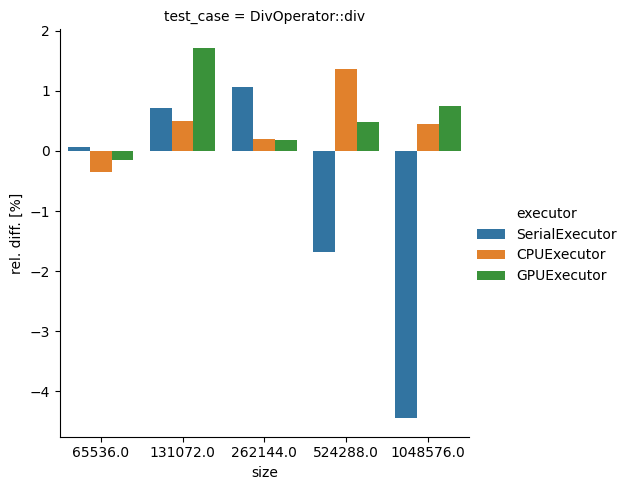 test_case = DivOperator::div
2
1
0
−1
−2
−3
−4
rel. diff. [%]
65536.0 131072.0 262144.0 524288.0 1048576.0
size
executor
SerialExecutor
CPUExecutor
GPUExecutor